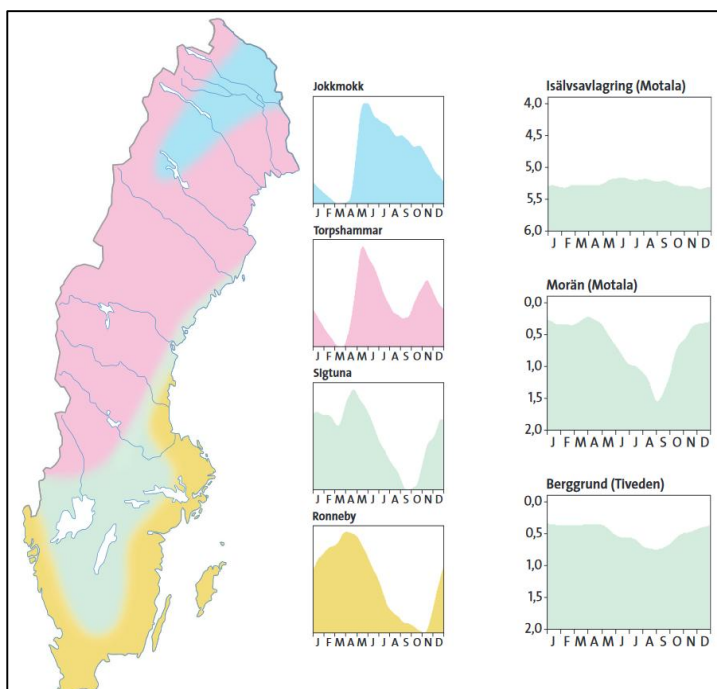 Jokkmokk
J F M A M J J A S O N D
Torpshammar
J F M A M J J A S O N D
Sigtuna
J F M A M J J A S O N D
Ronneby
J F M A M J J A S O N D
Isälvsavlagring (Motala)
4,0
4,5
5,0
5,5
6,0
J F M A M J J A S O N D
Morän (Motala)
0,0
0,5
1,0
1,5
2,0
J F M A M J J A S O N D
Berggrund (Tiveden)
0,0
0,5
1,0
1,5
2,0
J F M A M J J A S O N D